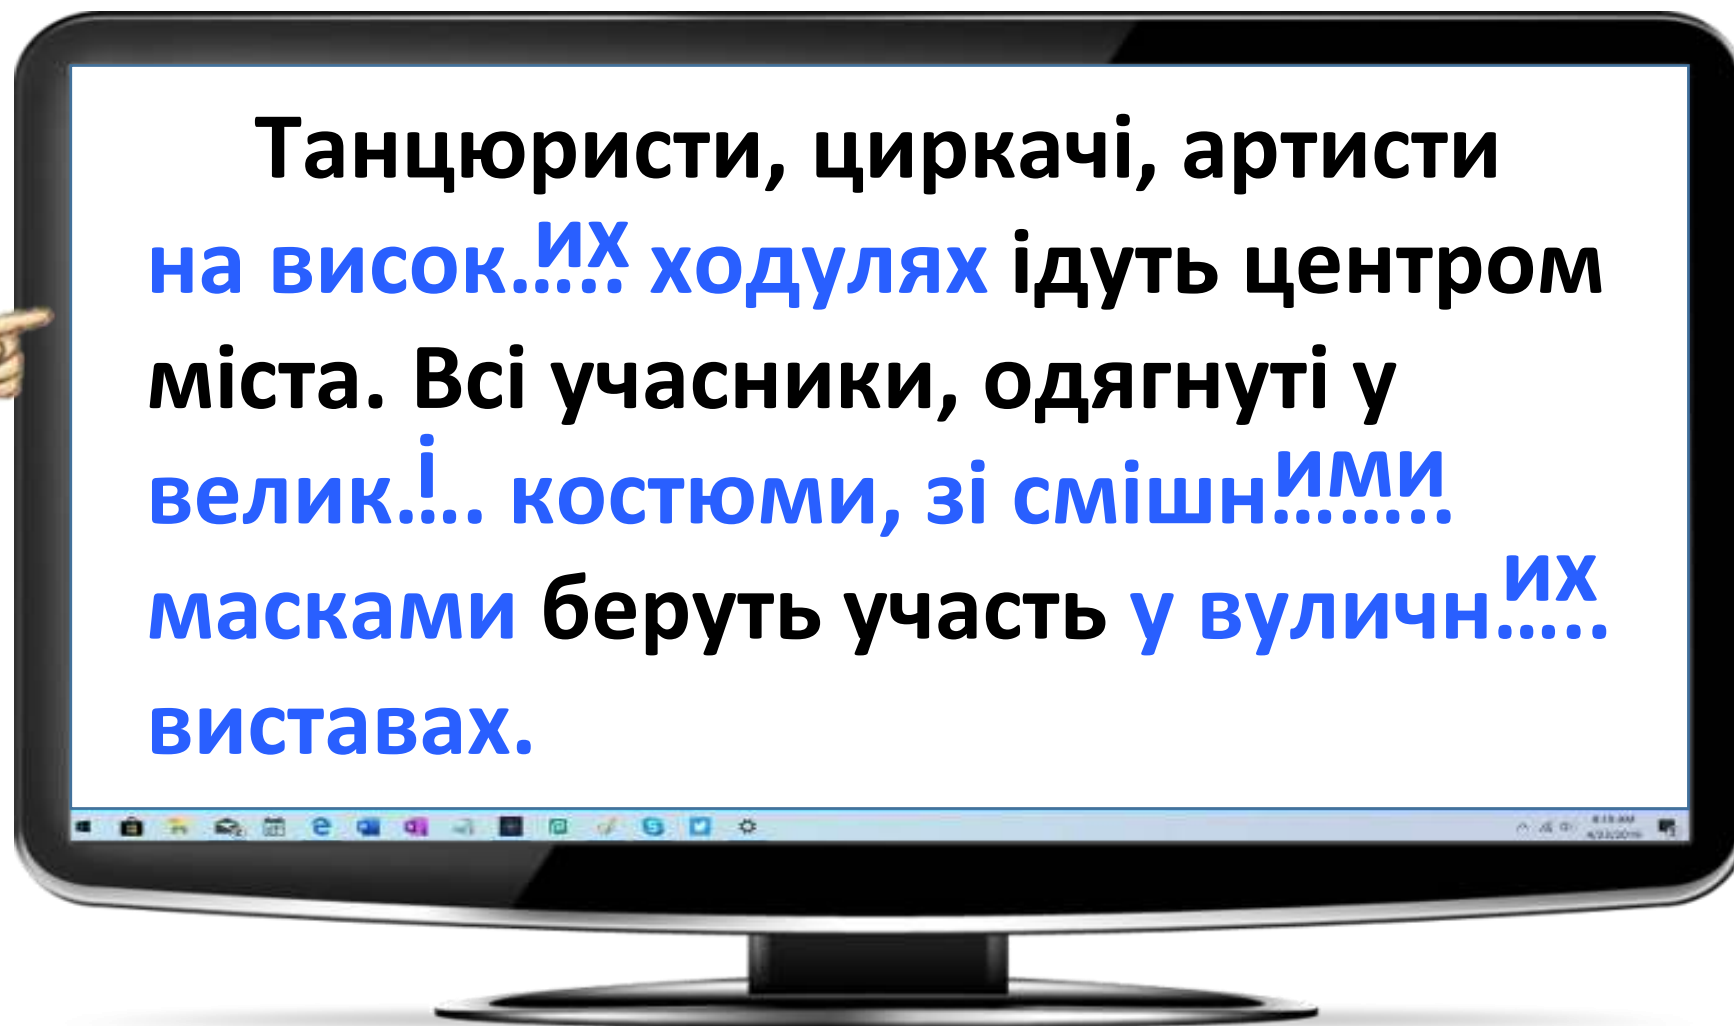 Танцюристи, циркачі, артисти
на висок.их.... ходулях ідуть центром
міста. Всі учасники, одягнуті у
велик.і... костюми, зі смішн.ими.......
масками беруть участь у вуличн.их....
виставах.